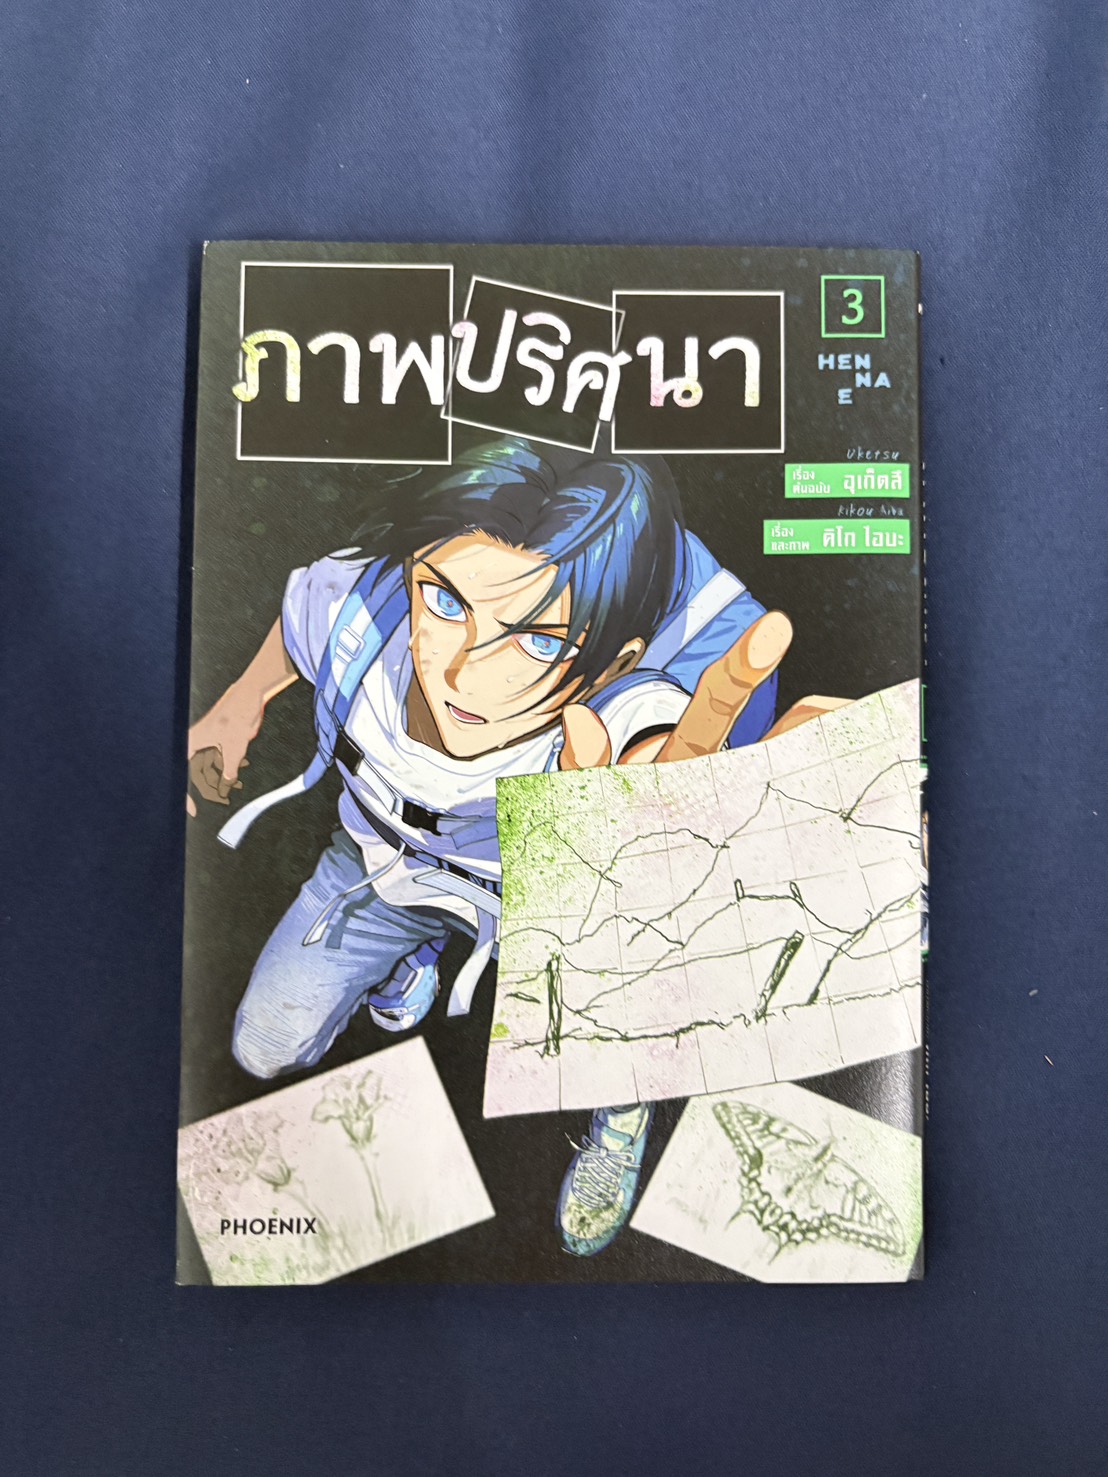 ภาพปริศนา
3
HEN
NA
E
Uketsu
เรื่อง
ต้นฉบับ อุเก็ตสึ
Kikou Aiba
เรื่อง
และภาพ คิโก ไอบะ
PHOENIX